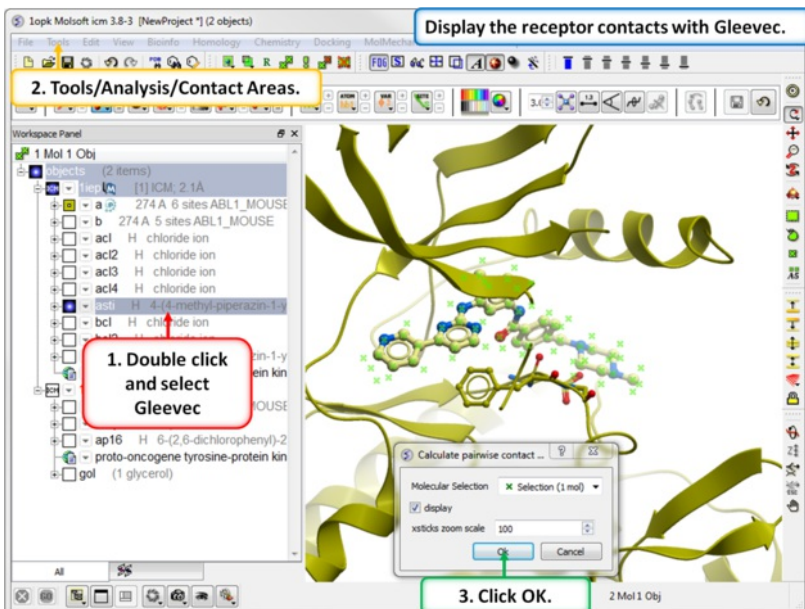 1opk Molsoft icm 3.8-3 [NewProject *] (2 objects)
Display the receptor contacts with Gleevec.
File Tools Edit View Bioinfo Homology Chemistry Docking MolMechan
2. Tools/Analysis/Contact Areas.
Workspace Panel
1 Mol 1 Obj
objects (2 items)
[1] ICM; 2.1Å
a 274 A 6 sites ABL1_MOUSE
b 274 A 5 sites ABL1_MOUSE
acl H chloride ion
acl2 H chloride ion
acl3 H chloride ion
acl4 H chloride ion
asti H 4-(4-methyl-piperazin-1-y
bcl H chloride ion
1. Double click
and select
Gleevec
ap16 H 6-(2,6-dichlorophenyl)-2
proto-oncogene tyrosine-protein kin
gol (1 glycerol)
All
Calculate pairwise contact ...
Molecular Selection Selection (1 mol)
display
xsticks zoom scale 100
Ok Cancel
3. Click OK.
2 Mol 1 Obj